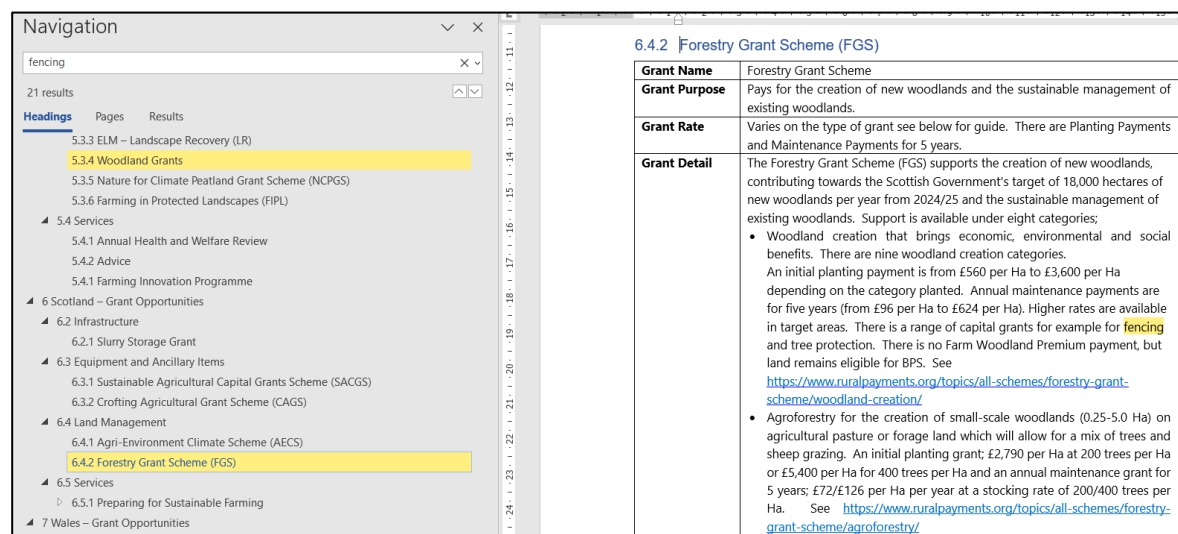 Navigation
fencing
21 results
Headings Pages Results
5.3.3 ELM – Landscape Recovery (LR)
5.3.4 Woodland Grants
5.3.5 Nature for Climate Peatland Grant Scheme (NCPGS)
5.3.6 Farming in Protected Landscapes (FIPL)
5.4 Services
5.4.1 Annual Health and Welfare Review
5.4.2 Advice
5.4.1 Farming Innovation Programme
6 Scotland – Grant Opportunities
6.2 Infrastructure
6.2.1 Slurry Storage Grant
6.3 Equipment and Ancillary Items
6.3.1 Sustainable Agricultural Capital Grants Scheme (SACGS)
6.3.2 Crofting Agricultural Grant Scheme (CAGS)
6.4 Land Management
6.4.1 Agri-Environment Climate Scheme (AECS)
6.4.2 Forestry Grant Scheme (FGS)
6.5 Services
6.5.1 Preparing for Sustainable Farming
7 Wales – Grant Opportunities
6.4.2 Forestry Grant Scheme (FGS)
Grant Name Forestry Grant Scheme
Grant Purpose Pays for the creation of new woodlands and the sustainable management of
existing woodlands.
Grant Rate Varies on the type of grant see below for guide. There are Planting Payments
and Maintenance Payments for 5 years.
Grant Detail The Forestry Grant Scheme (FGS) supports the creation of new woodlands,
contributing towards the Scottish Government's target of 18,000 hectares of
new woodlands per year from 2024/25 and the sustainable management of
existing woodlands. Support is available under eight categories;
• Woodland creation that brings economic, environmental and social
benefits. There are nine woodland creation categories.
An initial planting payment is from £560 per Ha to £3,600 per Ha
depending on the category planted. Annual maintenance payments are
for five years (from £96 per Ha to £624 per Ha). Higher rates are available
in target areas. There is a range of capital grants for example for fencing
and tree protection. There is no Farm Woodland Premium payment, but
land remains eligible for BPS. See
https://www.ruralpayments.org/topics/all-schemes/forestry-grant-
scheme/woodland-creation/
• Agroforestry for the creation of small-scale woodlands (0.25-5.0 Ha) on
agricultural pasture or forage land which will allow for a mix of trees and
sheep grazing. An initial planting grant; £2,790 per Ha at 200 trees per Ha
or £5,400 per Ha for 400 trees per Ha and an annual maintenance grant for
5 years; £72/£126 per Ha per year at a stocking rate of 200/400 trees per
Ha. See https://www.ruralpayments.org/topics/all-schemes/forestry-
grant-scheme/agroforestry/